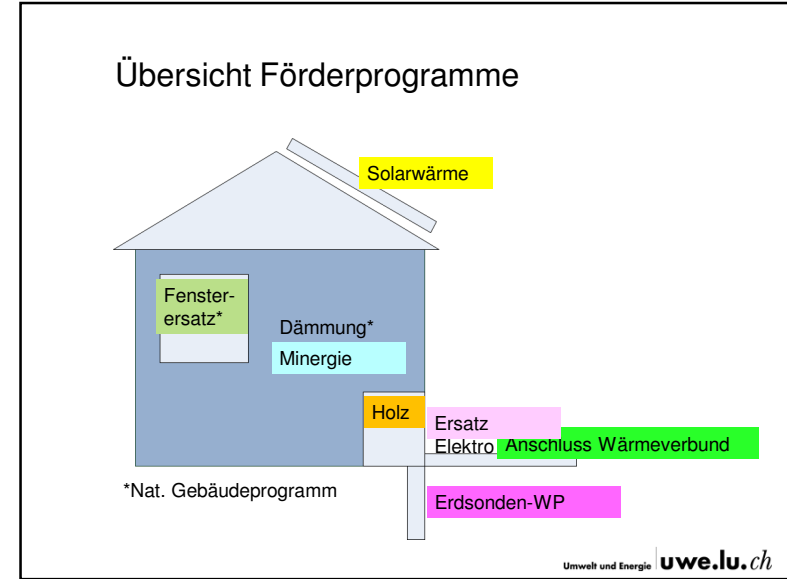 Übersicht Förderprogramme
Solarwärme
Fenster-
ersatz*
Dämmung*
Minergie
Holz
Ersatz
Elektro
Anschluss Wärmeverbund
*Nat. Gebäudeprogramm
Erdsonden-WP
Umwelt und Energie uwe.lu.ch